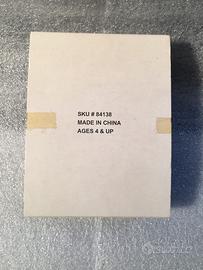 SKU # 84138
MADE IN CHINA
AGES 4 & UP